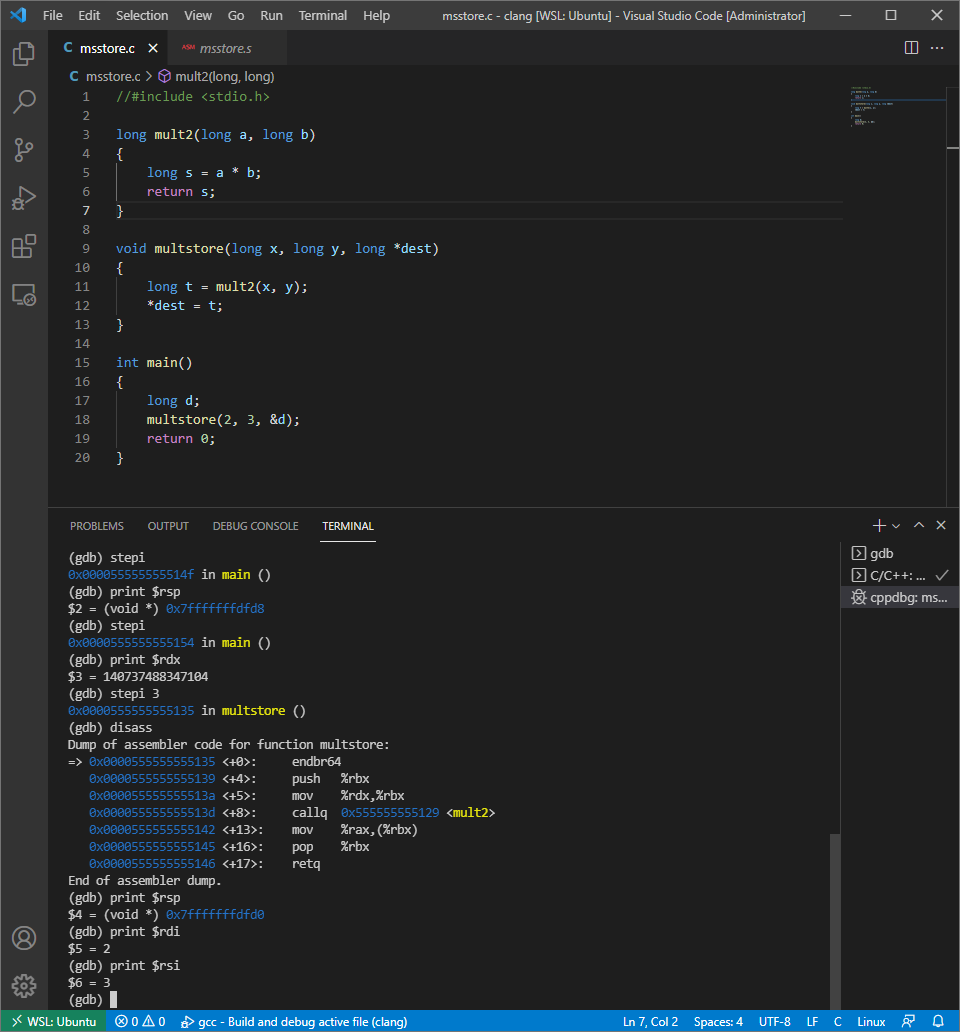 File Edit Selection View Go Run Terminal Help msstore.c - clang [WSL: Ubuntu] - Visual Studio Code [Administrator]
C msstore.c ASM msstore.s
C msstore.c > mult2(long, long)
1 //#include <stdio.h>
2
3 long mult2(long a, long b)
4 {
5     long s = a * b;
6     return s;
7 }
8
9 void multstore(long x, long y, long *dest)
10 {
11     long t = mult2(x, y);
12     *dest = t;
13 }
14
15 int main()
16 {
17     long d;
18     multstore(2, 3, &d);
19     return 0;
20 }
PROBLEMS OUTPUT DEBUG CONSOLE TERMINAL
(gdb) stepi
0x000055555555514f in main ()
(gdb) print $rsp
$2 = (void *) 0x7fffffffdfd8
(gdb) stepi
0x0000555555555154 in main ()
(gdb) print $rdx
$3 = 140737488347104
(gdb) stepi 3
0x0000555555555135 in multstore ()
(gdb) disass
Dump of assembler code for function multstore:
=> 0x0000555555555135 <+0>: endbr64
0x0000555555555139 <+4>: push %rbx
0x000055555555513a <+5>: mov %rdx,%rbx
0x000055555555513d <+8>: callq 0x555555555129 <mult2>
0x0000555555555142 <+13>: mov %rax,(%rbx)
0x0000555555555145 <+16>: pop %rbx
0x0000555555555146 <+17>: retq
End of assembler dump.
(gdb) print $rsp
$4 = (void *) 0x7fffffffdfd0
(gdb) print $rdi
$5 = 2
(gdb) print $rsi
$6 = 3
(gdb)
gdb
C/C++: ...
cppdbg: ms...
WSL: Ubuntu 0 0 gcc - Build and debug active file (clang) Ln 7, Col 2 Spaces: 4 UTF-8 LF C Linux